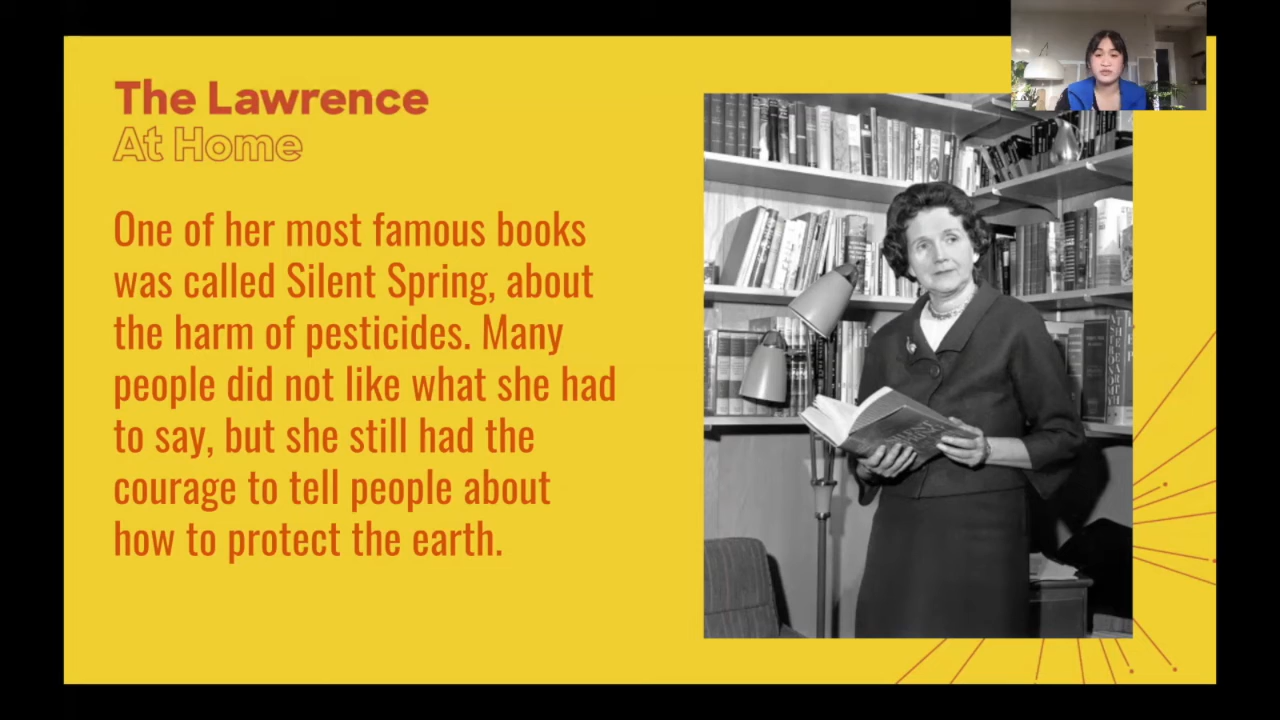 The Lawrence
At Home
One of her most famous books
was called Silent Spring, about
the harm of pesticides. Many
people did not like what she had
to say, but she still had the
courage to tell people about
how to protect the earth.